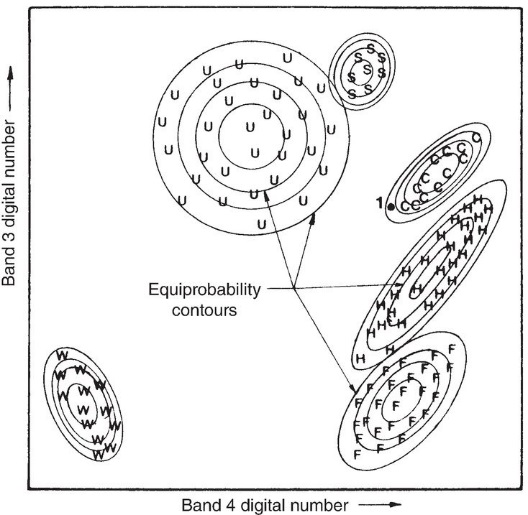 Band 3 digital number
S S S S S S S S S
U U U U U U U U U U U U U U U U U U U U U U U U U U U U
C C C C C C C C C C C C
1
H H H H H H H H H H H H H H H H H H H H H H H
Equiprobability
contours
W W W W W W W W W W W W W W
F F F F F F F F F F F F F F F F F F F F F F F
Band 4 digital number